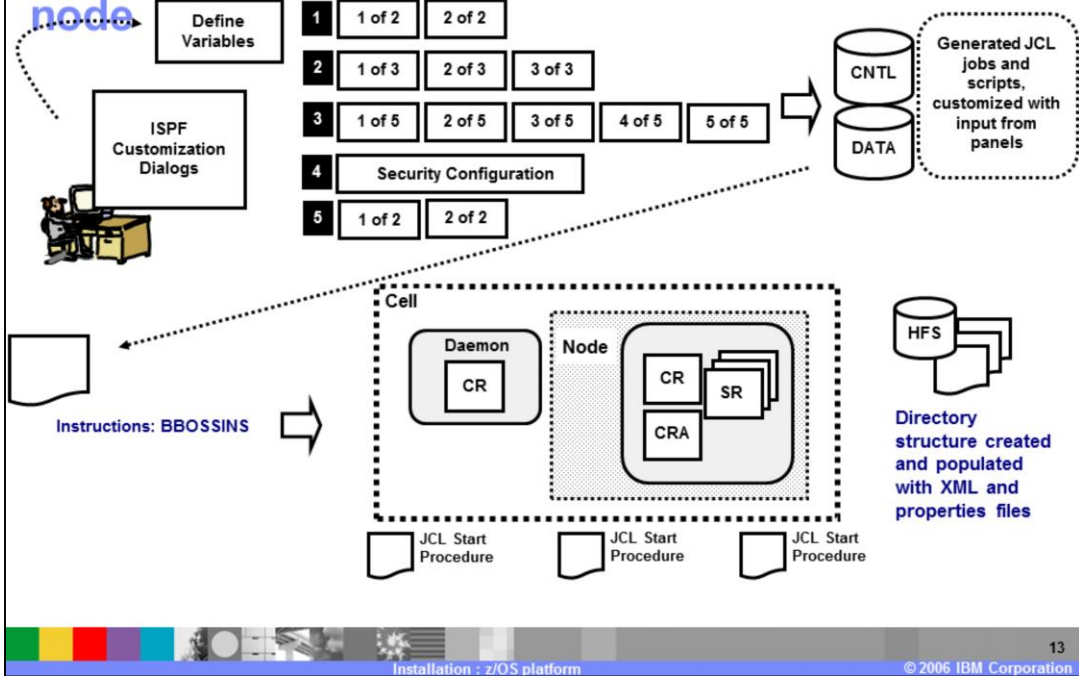 node
Define
Variables
1
1 of 2
2 of 2
2
1 of 3
2 of 3
3 of 3
3
1 of 5
2 of 5
3 of 5
4 of 5
5 of 5
4
Security Configuration
5
1 of 2
2 of 2
ISPF
Customization
Dialogs
CNTL
DATA
Generated JCL
jobs and
scripts,
customized with
input from
panels
Instructions: BBOSSINS
Cell
Daemon
CR
Node
CR
SR
CRA
HFS
Directory
structure created
and populated
with XML and
properties files
JCL Start
Procedure
JCL Start
Procedure
JCL Start
Procedure
13
Installation : z/OS platform
© 2006 IBM Corporation